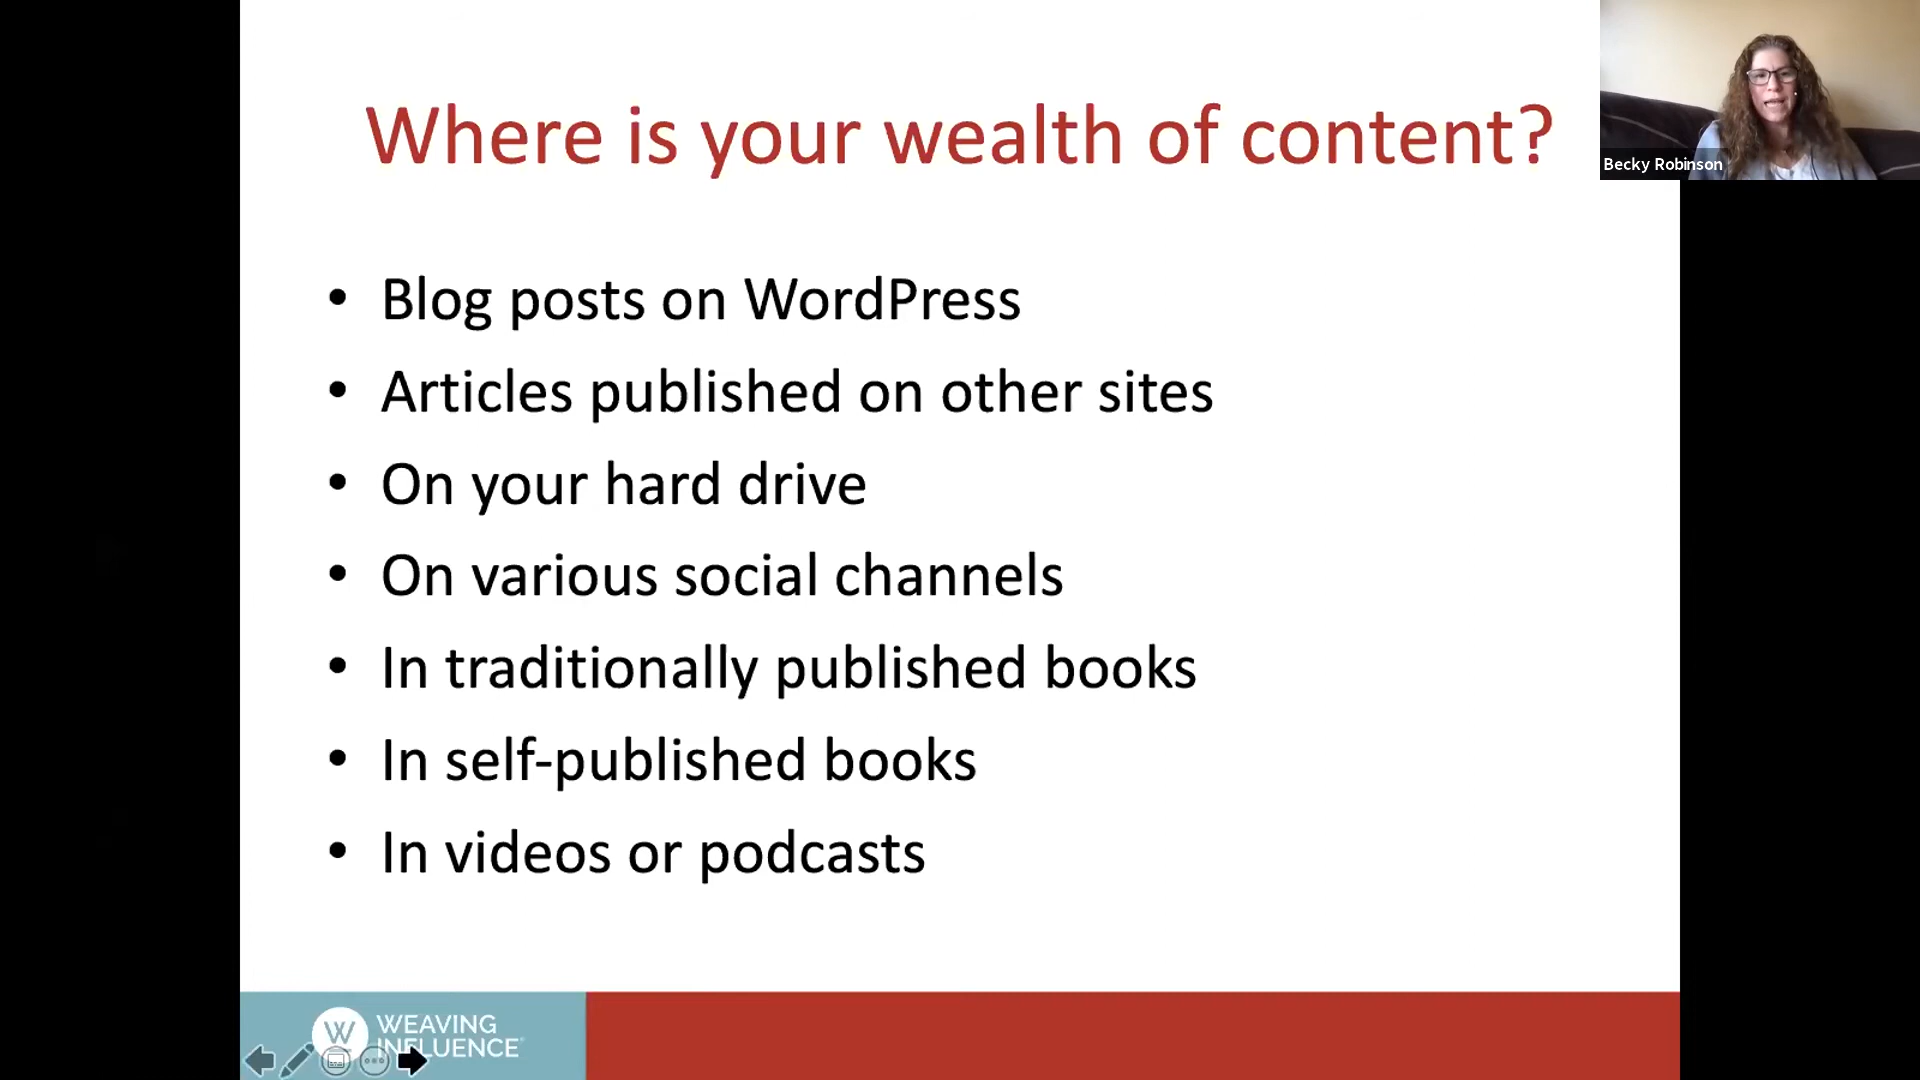 Where is your wealth of content?
Becky Robinson
• Blog posts on WordPress
• Articles published on other sites
• On your hard drive
• On various social channels
• In traditionally published books
• In self-published books
• In videos or podcasts
W WEAVING
INFLUENCE